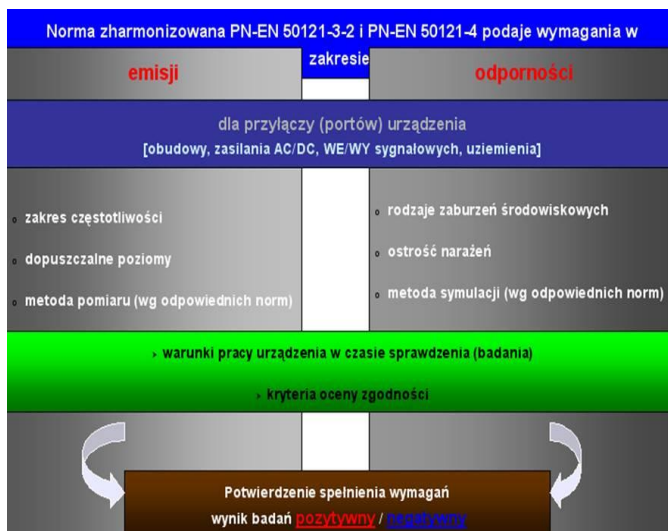 Norma zharmonizowana PN-EN 50121-3-2 i PN-EN 50121-4 podaje wymagania w
zakresie
emisji
odporności
dla przyłączy (portów) urządzenia
[obudowy, zasilania AC/DC, WE/WY sygnałowych, uziemienia]
o zakres częstotliwości
o dopuszczalne poziomy
o metoda pomiaru (wg odpowiednich norm)
o rodzaje zaburzeń środowiskowych
o ostrość narażeń
o metoda symulacji (wg odpowiednich norm)
› warunki pracy urządzenia w czasie sprawdzenia (badania)
› kryteria oceny zgodności
Potwierdzenie spełnienia wymagań
wynik badań pozytywny / negatywny